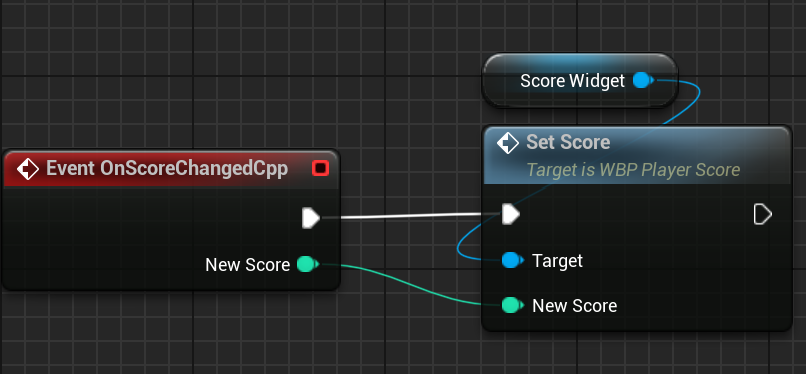 Score Widget
Set Score
Target is WBP Player Score
Event OnScoreChangedCpp
New Score
Target
New Score